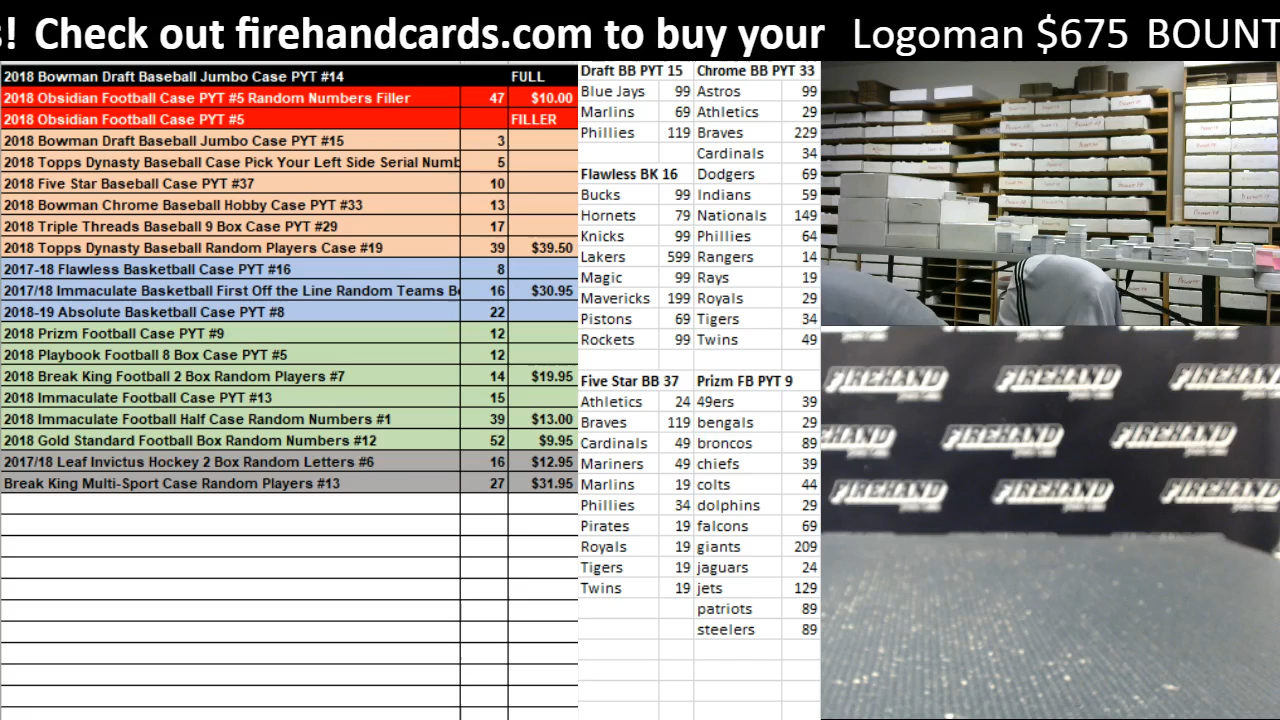 s! Check out firehandcards.com to buy your Logoman $675 BOUNT
2018 Bowman Draft Baseball Jumbo Case PYT #14 FULL
2018 Obsidian Football Case PYT #5 Random Numbers Filler 47 $10.00
2018 Obsidian Football Case PYT #5 FILLER
2018 Bowman Draft Baseball Jumbo Case PYT #15 3
2018 Topps Dynasty Baseball Case Pick Your Left Side Serial Numb 5
2018 Five Star Baseball Case PYT #37 10
2018 Bowman Chrome Baseball Hobby Case PYT #33 13
2018 Triple Threads Baseball 9 Box Case PYT #29 17
2018 Topps Dynasty Baseball Random Players Case #19 39 $39.50
2017-18 Flawless Basketball Case PYT #16 8
2017/18 Immaculate Basketball First Off the Line Random Teams Bo 16 $30.95
2018-19 Absolute Basketball Case PYT #8 22
2018 Prizm Football Case PYT #9 12
2018 Playbook Football 8 Box Case PYT #5 12
2018 Break King Football 2 Box Random Players #7 14 $19.95
2018 Immaculate Football Case PYT #13 15
2018 Immaculate Football Half Case Random Numbers #1 39 $13.00
2018 Gold Standard Football Box Random Numbers #12 52 $9.95
2017/18 Leaf Invictus Hockey 2 Box Random Letters #6 16 $12.95
Break King Multi-Sport Case Random Players #13 27 $31.95
Draft BB PYT 15
Blue Jays 99
Marlins 69
Phillies 119
Flawless BK 16
Bucks 99
Hornets 79
Knicks 99
Lakers 599
Magic 99
Mavericks 199
Pistons 69
Rockets 99
Five Star BB 37
Athletics 24
Braves 119
Cardinals 49
Mariners 49
Marlins 19
Phillies 34
Pirates 19
Royals 19
Tigers 19
Twins 19
Chrome BB PYT 33
Astros 99
Athletics 29
Braves 229
Cardinals 34
Dodgers 69
Indians 59
Nationals 149
Phillies 64
Rangers 14
Rays 19
Royals 29
Tigers 34
Twins 49
Prizm FB PYT 9
49ers 39
bengals 29
broncos 89
chiefs 39
colts 44
dolphins 29
falcons 69
giants 209
jaguars 24
jets 129
patriots 89
steelers 89
FIREHAND FIREHAND FIREHAND
HAND FIREHAND FIREHAND
FIREHAND FIREHAND FIREHAND